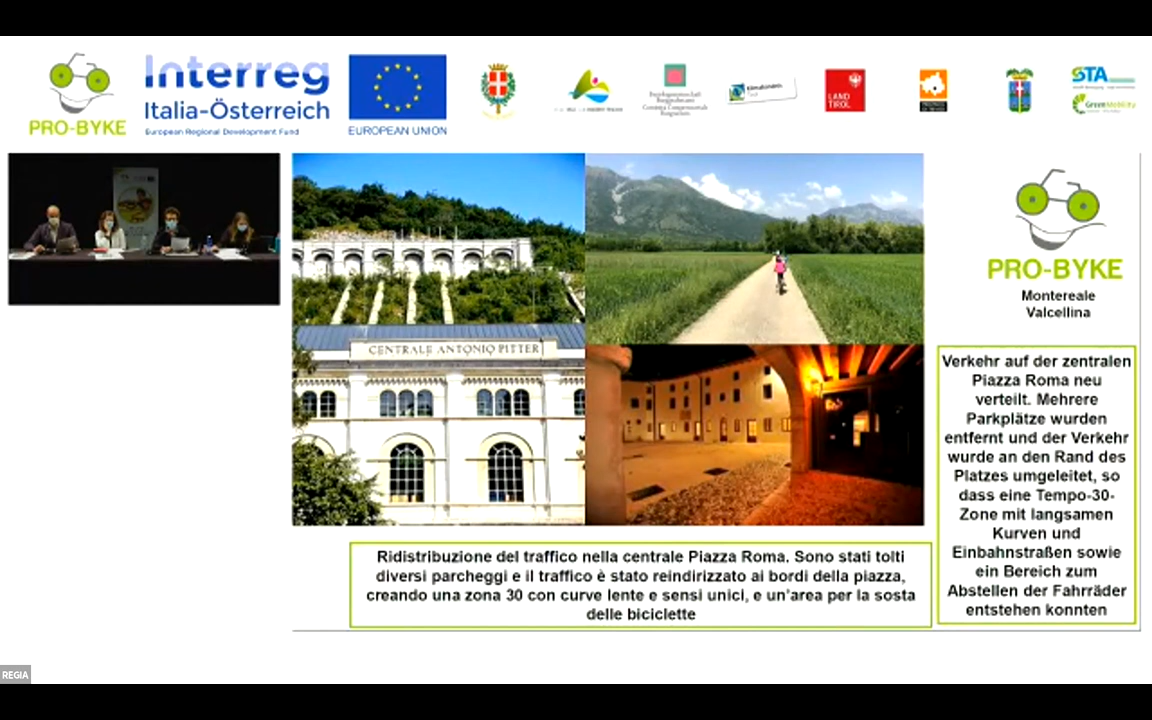 PRO-BYKE
Interreg
Italia-Österreich
European Regional Development Fund
EUROPEAN UNION
LAND
TIROL
STA
GreenMobility
CENTRALE ANTONIO PITTER
PRO-BYKE
Montereale
Valcellina
Verkehr auf der zentralen
Piazza Roma neu
verteilt. Mehrere
Parkplätze wurden
entfernt und der Verkehr
wurde an den Rand des
Platzes umgeleitet, so
dass eine Tempo-30-
Zone mit langsamen
Kurven und
Einbahnstraßen sowie
ein Bereich zum
Abstellen der Fahrräder
entstehen konnten
Ridistribuzione del traffico nella centrale Piazza Roma. Sono stati tolti
diversi parcheggi e il traffico è stato reindirizzato ai bordi della piazza,
creando una zona 30 con curve lente e sensi unici, e un'area per la sosta
delle biciclette
REGIA